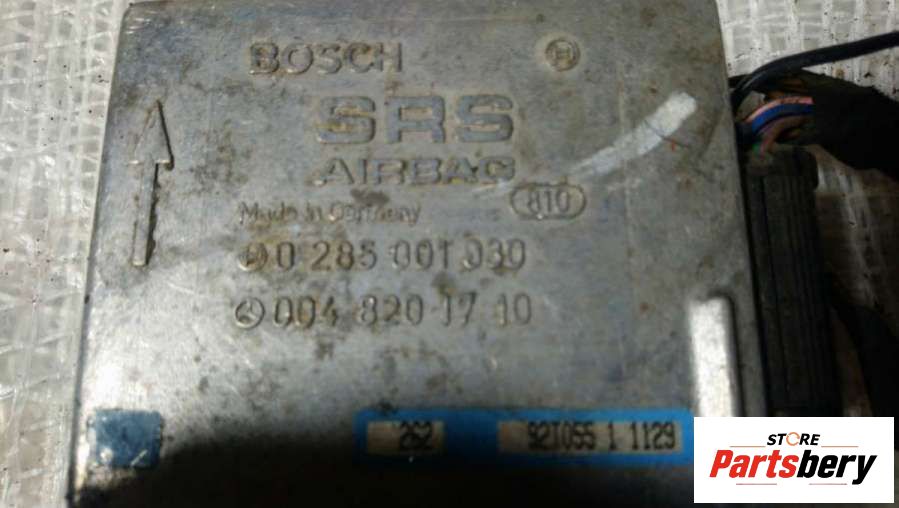 BOSCH
SRS
AIRBAG
Made in Germany
810
0 285 001 030
004 820 17 10
262 92T055 1 1129
STORE
Partsbery